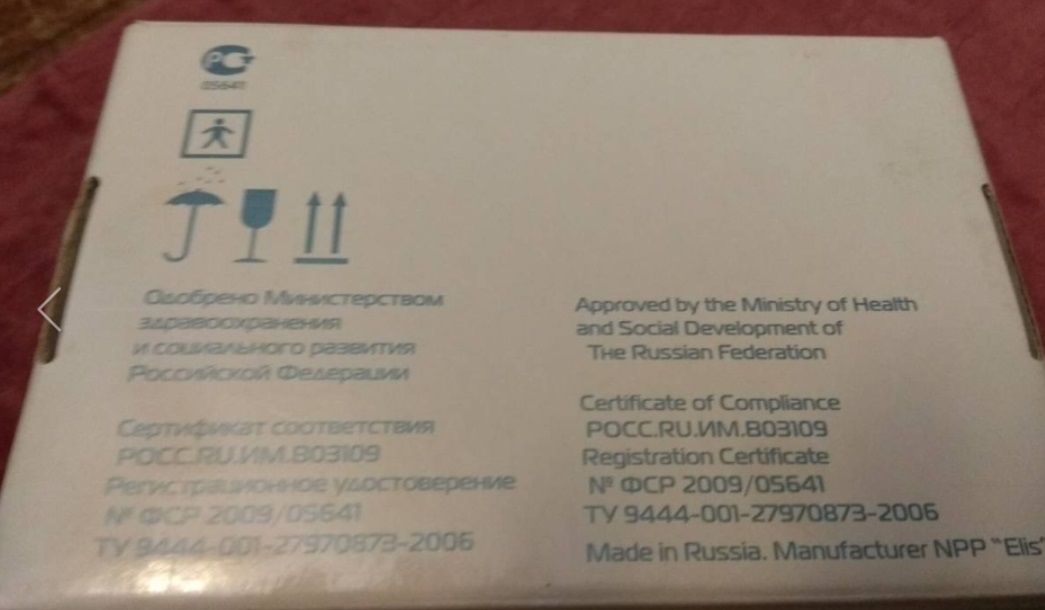 РСТ
05641
Одобрено Министерством
здравоохранения
и социального развития
Российской Федерации
Сертификат соответствия
РОСС.RU.ИМ.В03109
Регистрационное удостоверение
№ ФСР 2009/05641
ТУ 9444-001-27970873-2006
Approved by the Ministry of Health
and Social Development of
THe Russian Federation
Certificate of Compliance
РОСС.RU.ИМ.В03109
Registration Certificate
№ ФСР 2009/05641
ТУ 9444-001-27970873-2006
Made in Russia. Manufacturer NPP "Elis"